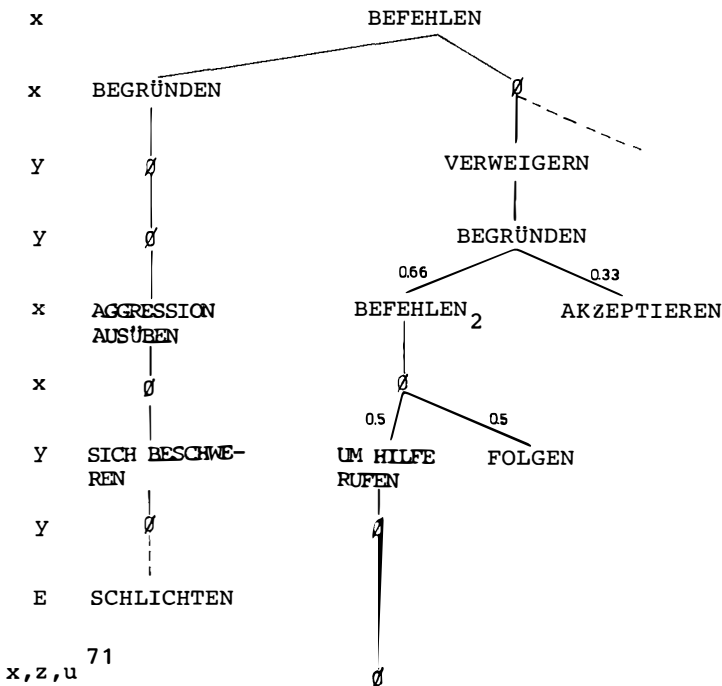 x BEFEHLEN
x BEGRÜNDEN Ø
y Ø VERWEIGERN
y Ø BEGRÜNDEN
0.66 0.33
x AGGRESSION BEFEHLEN2 AKZEPTIEREN
AUSÜBEN
x Ø Ø
0.5 0.5
y SICH BESCHWE- UM HILFE FOLGEN
REN RUFEN
y Ø Ø
E SCHLICHTEN
x,z,u 71 Ø